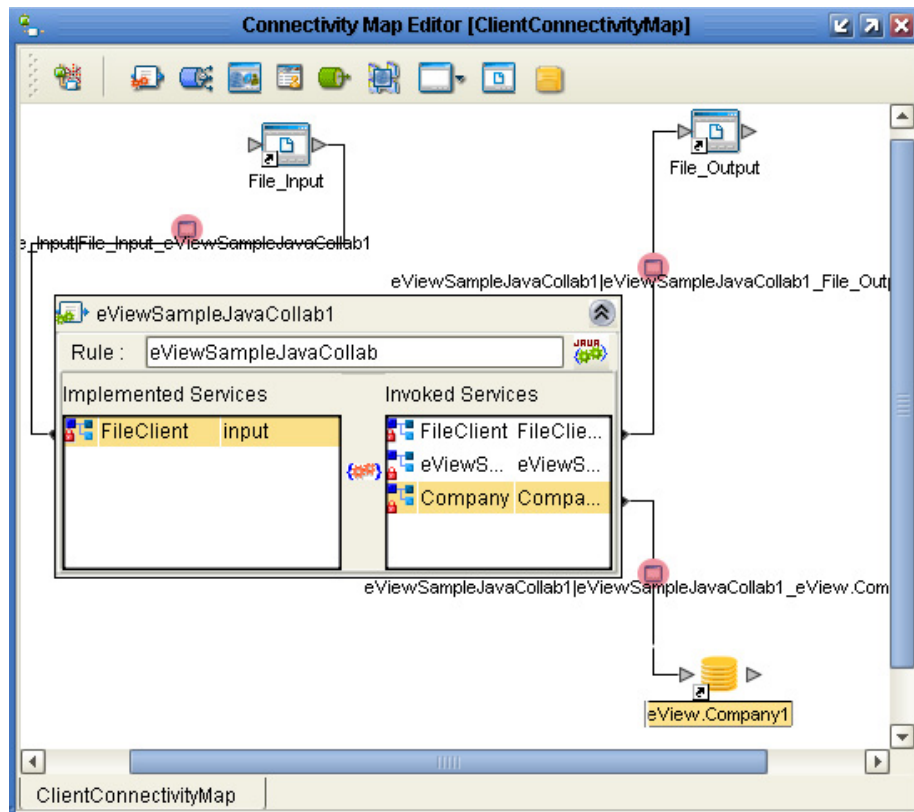 Connectivity Map Editor [ClientConnectivityMap]
File_Input
File_Output
e_Input|File_Input_eViewSampleJavaCollab1
eViewSampleJavaCollab1|eViewSampleJavaCollab1_File_Outp
eViewSampleJavaCollab1
Rule : eViewSampleJavaCollab JAVA
Implemented Services Invoked Services
FileClient input FileClient FileClie...
eViewS... eViewS...
Company Compa...
eViewSampleJavaCollab1|eViewSampleJavaCollab1_eView.Com
eView.Company1
ClientConnectivityMap